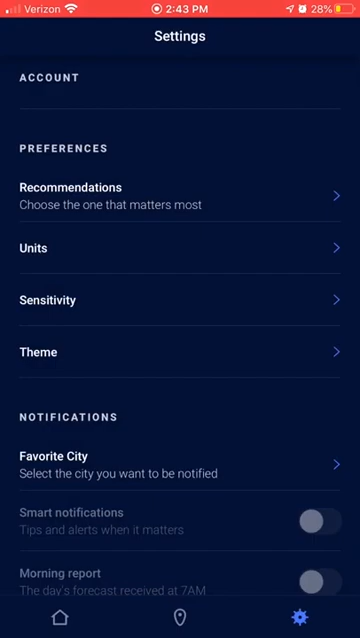 Verizon 2:43 PM 28%
Settings
ACCOUNT
PREFERENCES
Recommendations
Choose the one that matters most
Units
Sensitivity
Theme
NOTIFICATIONS
Favorite City
Select the city you want to be notified
Smart notifications
Tips and alerts when it matters
Morning report
The day's forecast received at 7AM